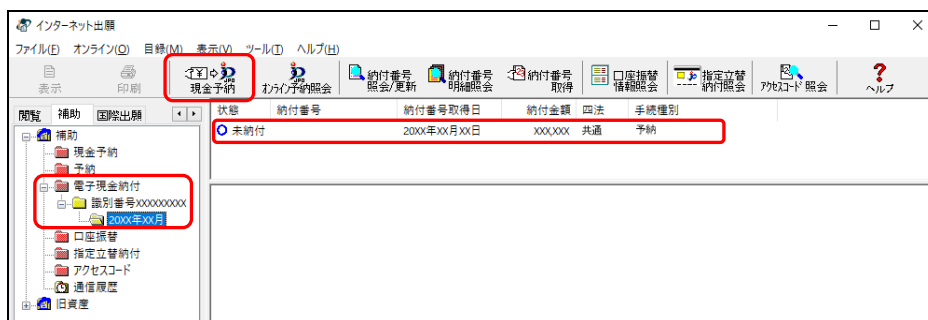 インターネット出願
ファイル(F) オンライン(O) 目録(M) 表示(V) ツール(T) ヘルプ(H)
表示 印刷 現金予納 オンライン予納照会 納付番号照会/更新 納付番号明細照会 納付番号取得 口座振替情報照会 指定立替納付照会 アクセスコード照会 ヘルプ
閲覧 補助 国際出願
状態 納付番号 納付番号取得日 納付金額 四法 手続種別
未納付 20XX年XX月XX日 XXX,XXX 共通 予納
補助
現金予納
予納
電子現金納付
識別番号XXXXXXXXX
20XX年XX月
口座振替
指定立替納付
アクセスコード
通信履歴
旧資産